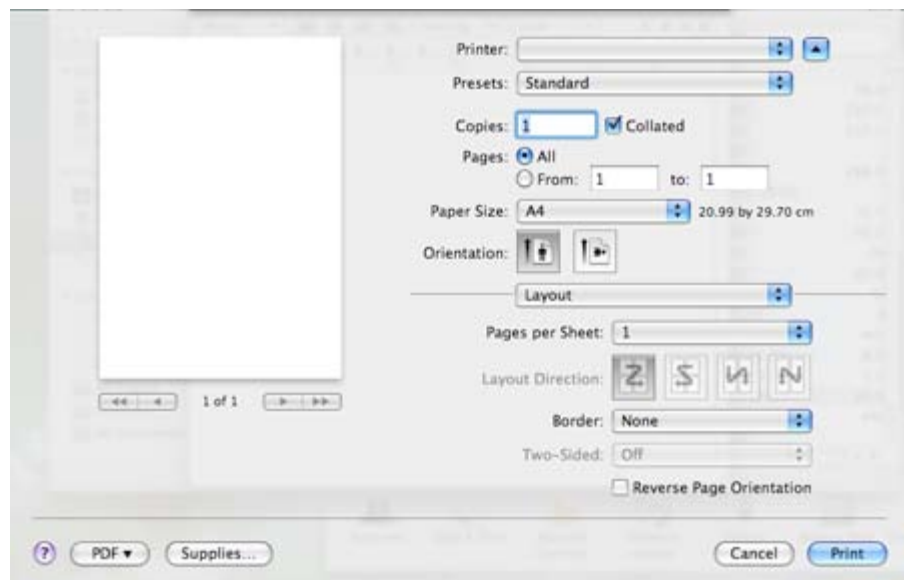 Printer:
Presets: Standard
Copies: 1 Collated
Pages: All
From: 1 to: 1
Paper Size: A4 20.99 by 29.70 cm
Orientation:
Layout
Pages per Sheet: 1
Layout Direction:
1 of 1
Border: None
Two-Sided: Off
Reverse Page Orientation
? PDF Supplies... Cancel Print